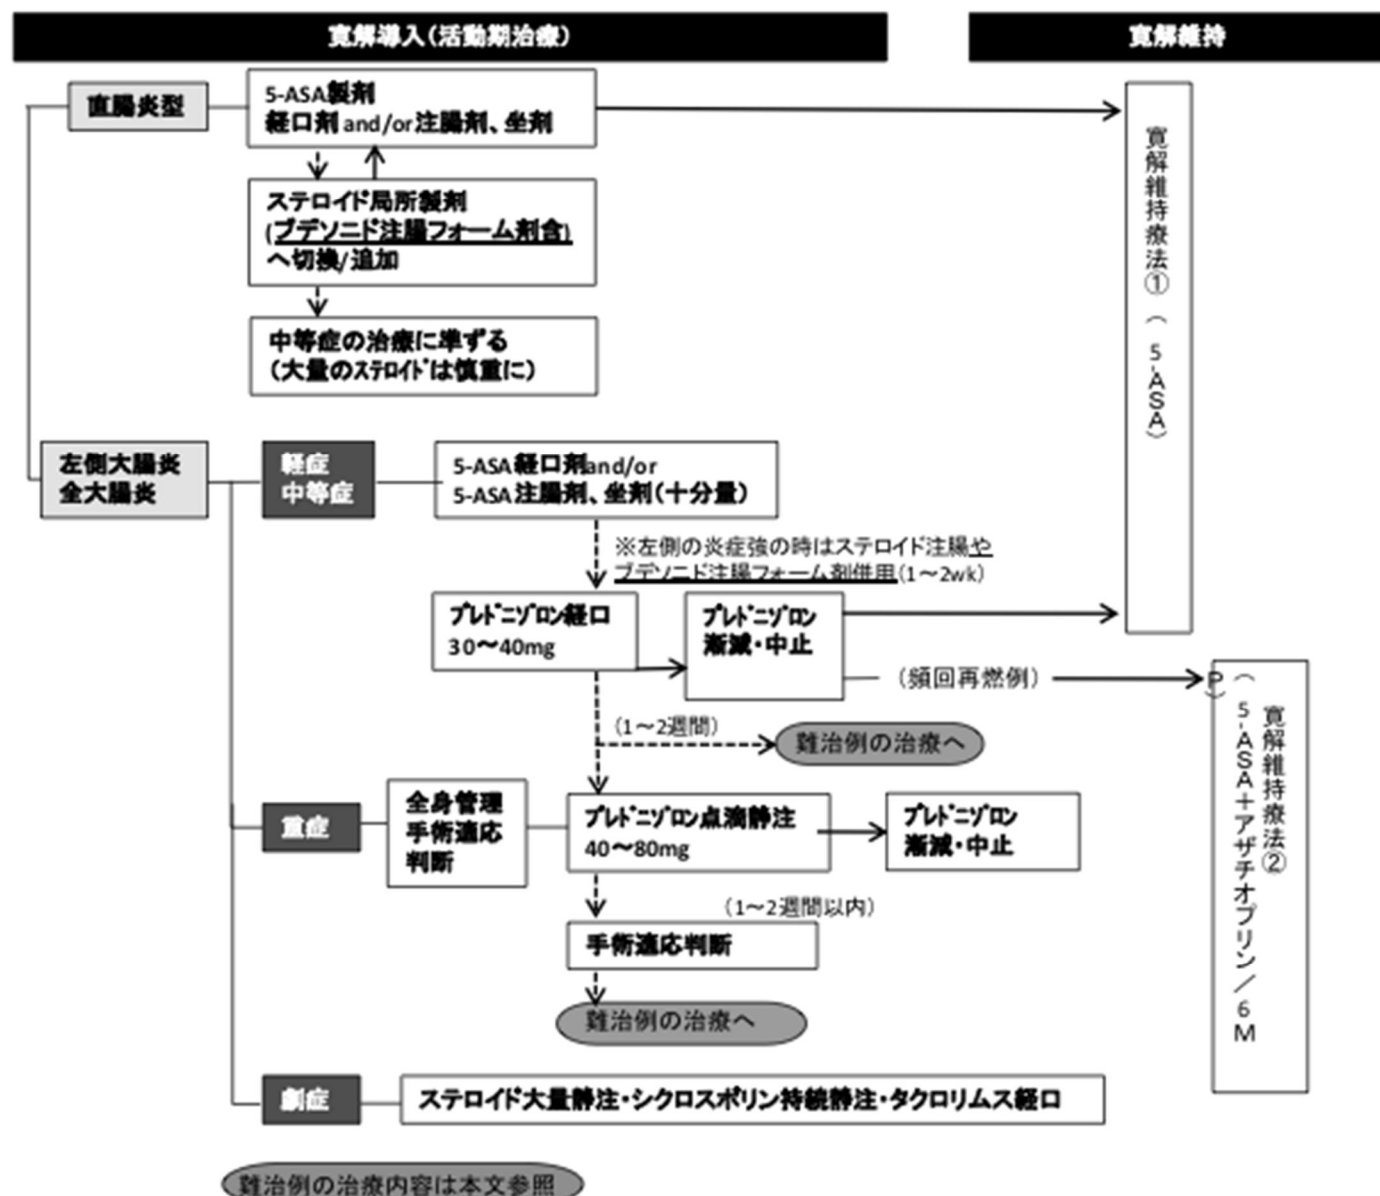 寛解導入(活動期治療)
寛解維持
直腸炎型
5-ASA製剤
経口剤 and/or 注腸剤、坐剤
ステロイド局所製剤
(ブデソニド注腸フォーム剤含)
へ切換/追加
中等症の治療に準ずる
(大量のステロイドは慎重に)
寛解維持療法①(5-ASA)
左側大腸炎
全大腸炎
軽症
中等症
5-ASA 経口剤and/or
5-ASA 注腸剤、坐剤(十分量)
※左側の炎症強の時はステロイド注腸や
ブデソニド注腸フォーム剤併用(1〜2wk)
プレドニゾロン経口
30〜40mg
プレドニゾロン
漸減・中止
(頻回再燃例)
寛解維持療法②
(5-ASA+アザチオプリン/6M
P)
(1〜2週間)
難治例の治療へ
重症
全身管理
手術適応
判断
プレドニゾロン点滴静注
40〜80mg
プレドニゾロン
漸減・中止
(1〜2週間以内)
手術適応判断
難治例の治療へ
劇症
ステロイド大量静注・シクロスポリン持続静注・タクロリムス経口
難治例の治療内容は本文参照